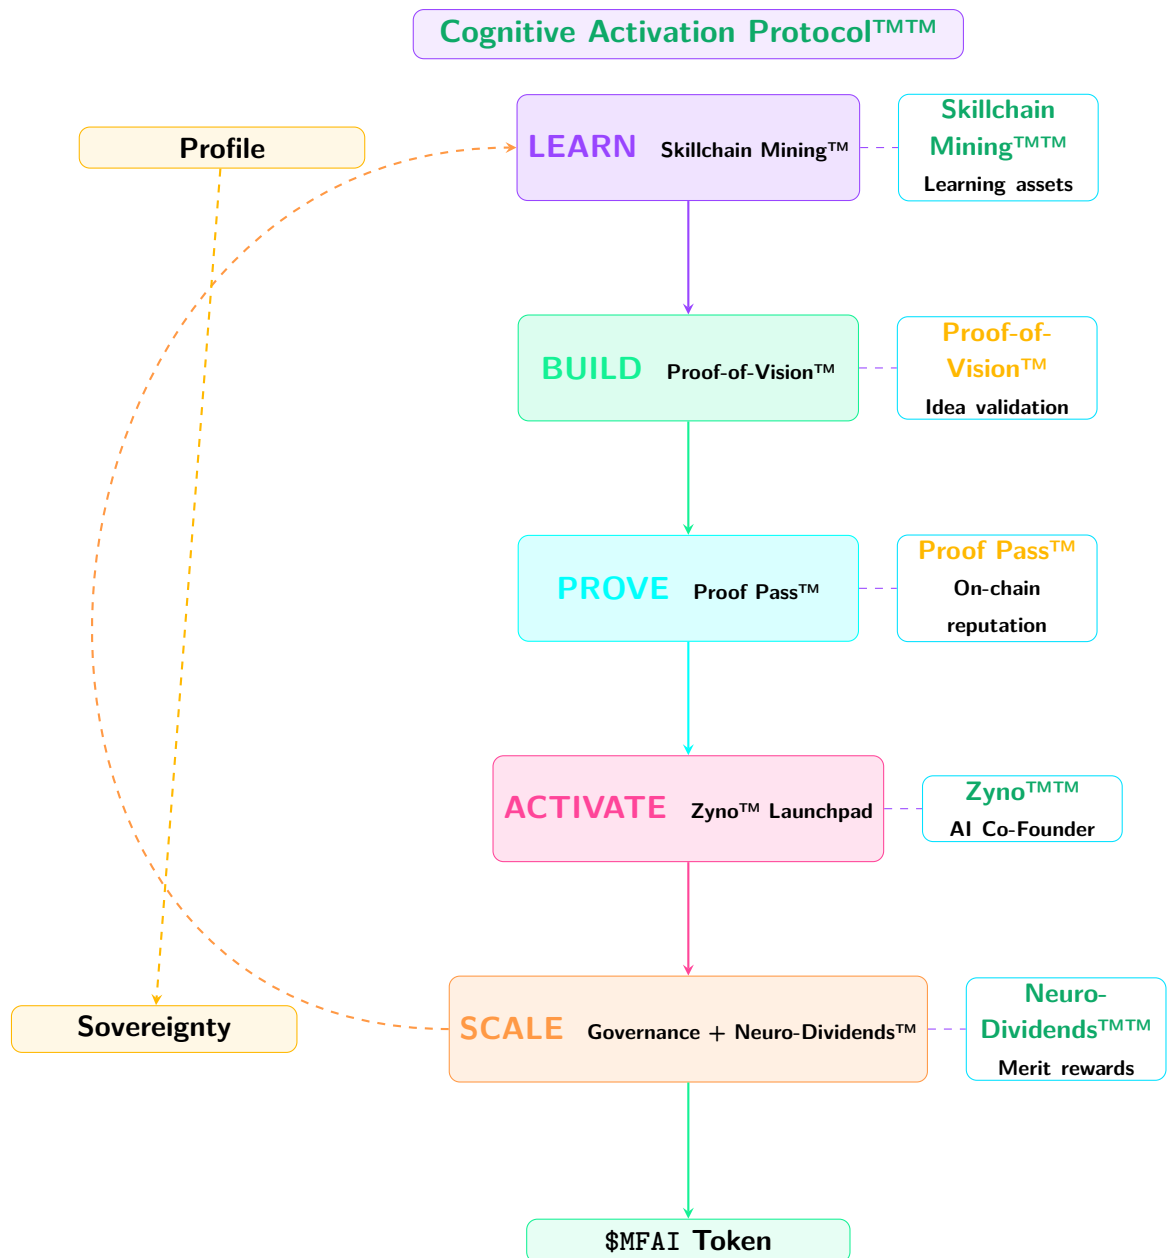 Cognitive Activation Protocol™™
Profile
LEARN Skillchain Mining™
Skillchain
Mining™™
Learning assets
BUILD Proof-of-Vision™
Proof-of-
Vision™
Idea validation
PROVE Proof Pass™
Proof Pass™
On-chain
reputation
ACTIVATE Zyno™ Launchpad
Zyno™™
AI Co-Founder
Sovereignty
SCALE Governance + Neuro-Dividends™
Neuro-
Dividends™™
Merit rewards
$MFAI Token